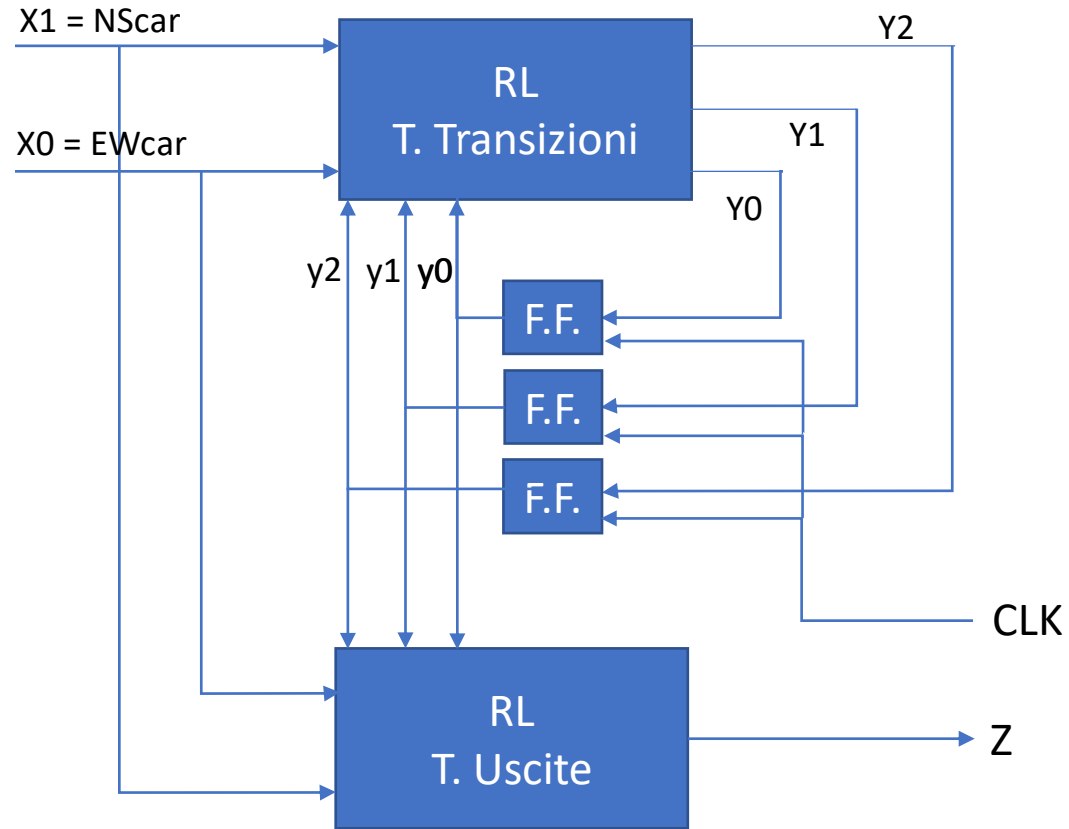 X1 = NScar
Y2
RL
T. Transizioni
X0 = EWcar
Y1
Y0
y2
y1
y0
F.F.
F.F.
F.F.
CLK
RL
T. Uscite
Z